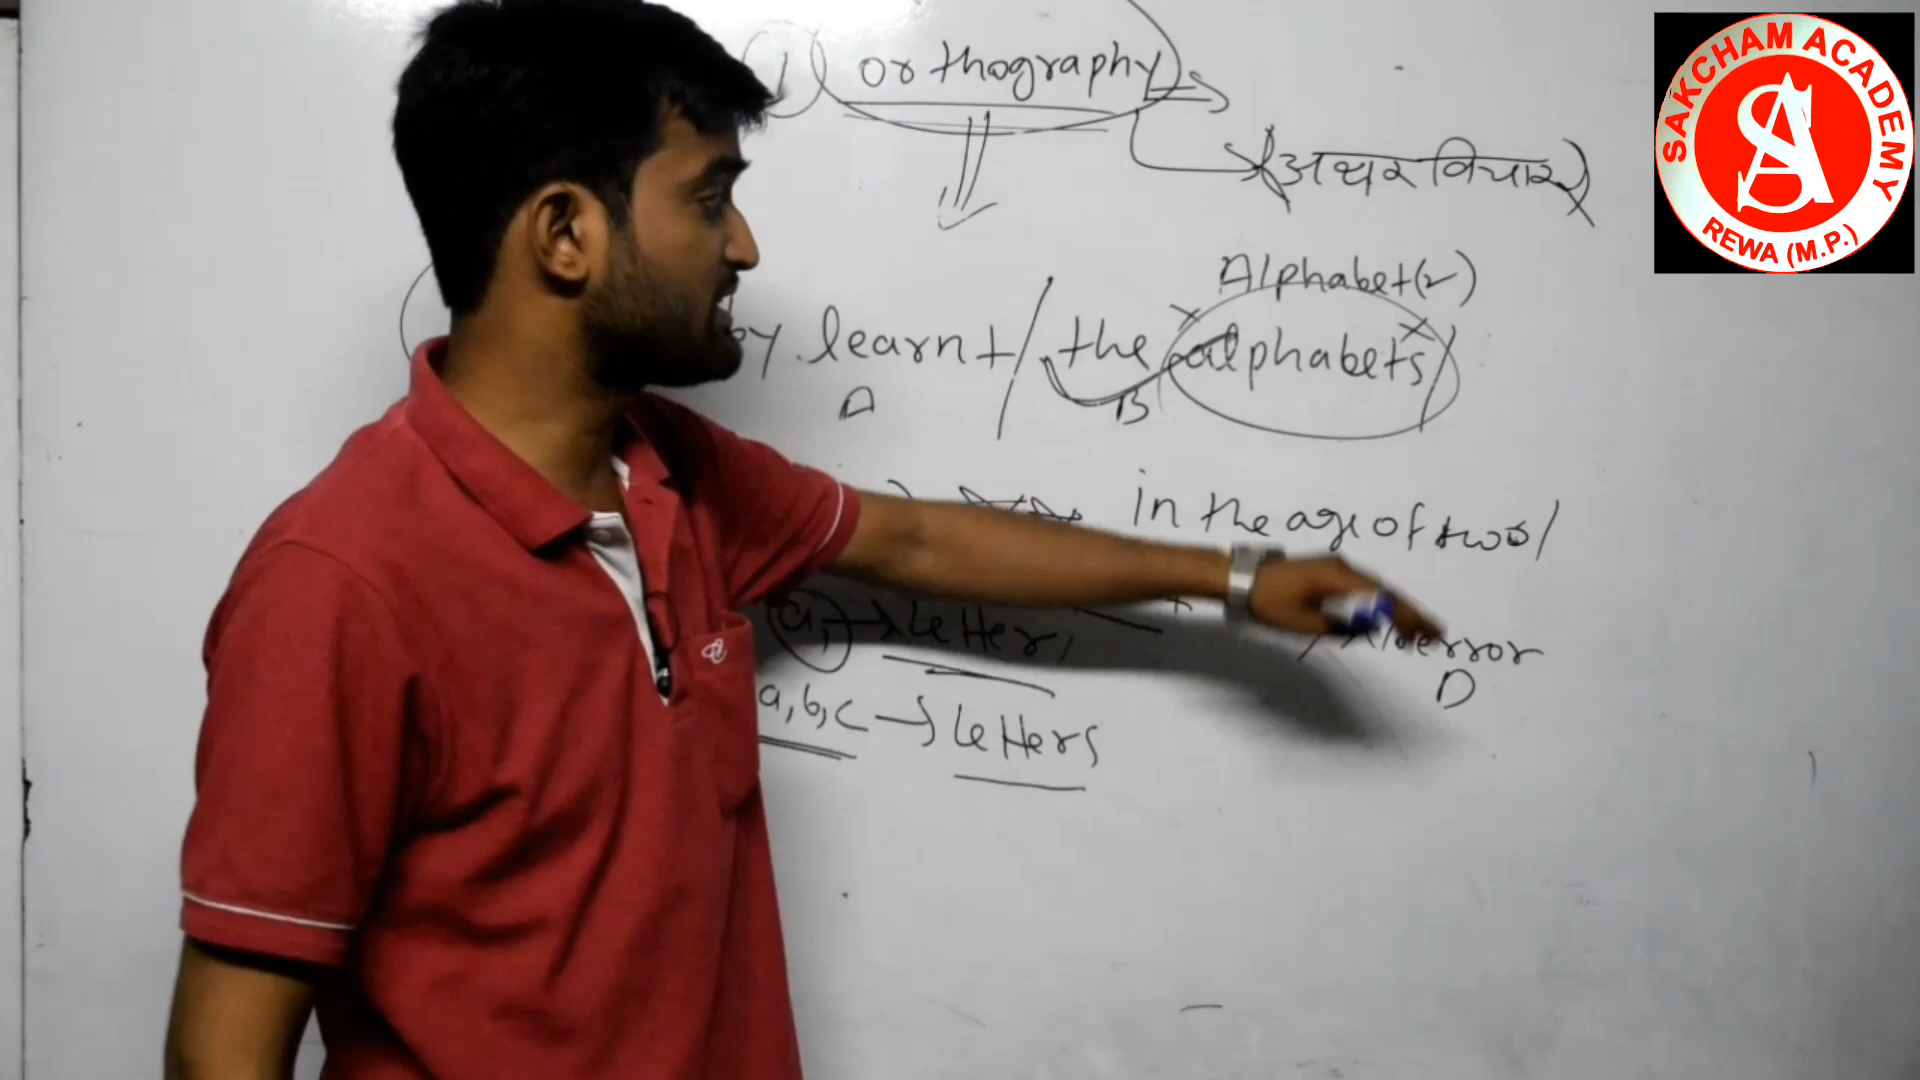 1) orthography
अक्षर विचार
Alphabet(✓)
learnt / the alphabets /
A B
in the age of two /
a, → letter,
error
D
a, b, c → letters
SAKCHAM ACADEMY
SA
REWA (M.P.)